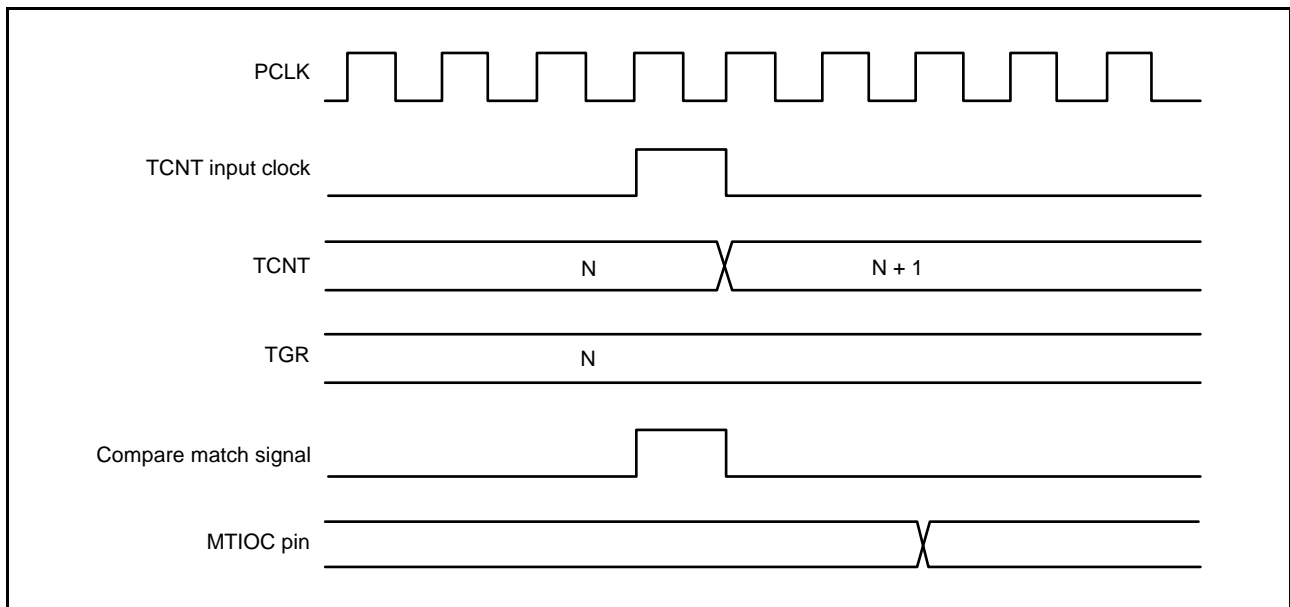 PCLK
TCNT input clock
TCNT
N
N + 1
TGR
N
Compare match signal
MTIOC pin